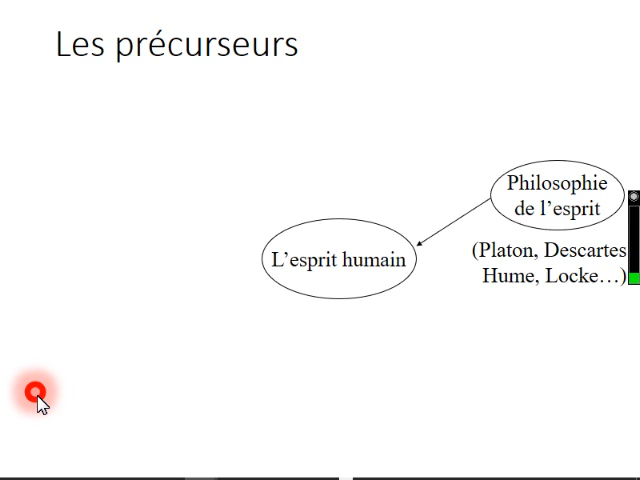 Les précurseurs
Philosophie
de l’esprit
L’esprit humain
(Platon, Descartes
Hume, Locke…)